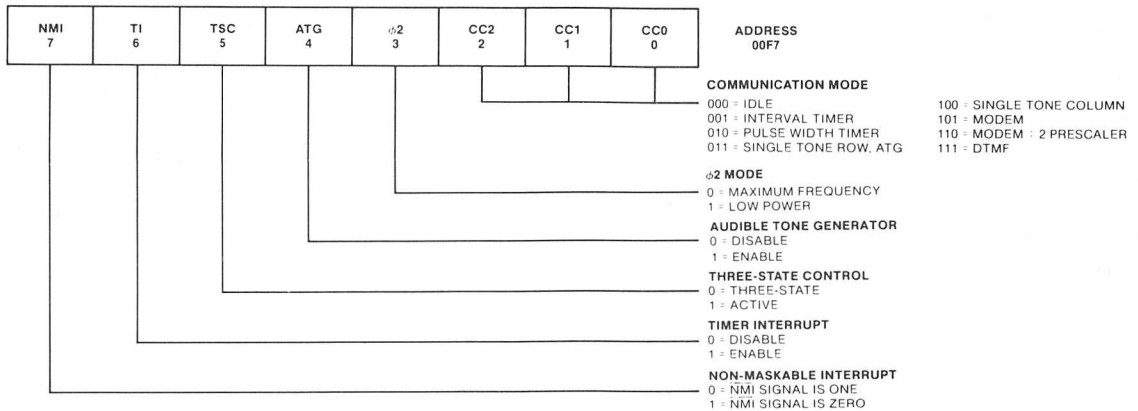 NMI TI TSC ATG ϕ2 CC2 CC1 CC0 ADDRESS
7 6 5 4 3 2 1 0 00F7
COMMUNICATION MODE
000 = IDLE 100 = SINGLE TONE COLUMN
001 = INTERVAL TIMER 101 = MODEM
010 = PULSE WIDTH TIMER 110 = MODEM : 2 PRESCALER
011 = SINGLE TONE ROW, ATG 111 = DTMF
ϕ2 MODE
0 = MAXIMUM FREQUENCY
1 = LOW POWER
AUDIBLE TONE GENERATOR
0 = DISABLE
1 = ENABLE
THREE-STATE CONTROL
0 = THREE-STATE
1 = ACTIVE
TIMER INTERRUPT
0 = DISABLE
1 = ENABLE
NON-MASKABLE INTERRUPT
0 = N̅M̅I̅ SIGNAL IS ONE
1 = N̅M̅I̅ SIGNAL IS ZERO